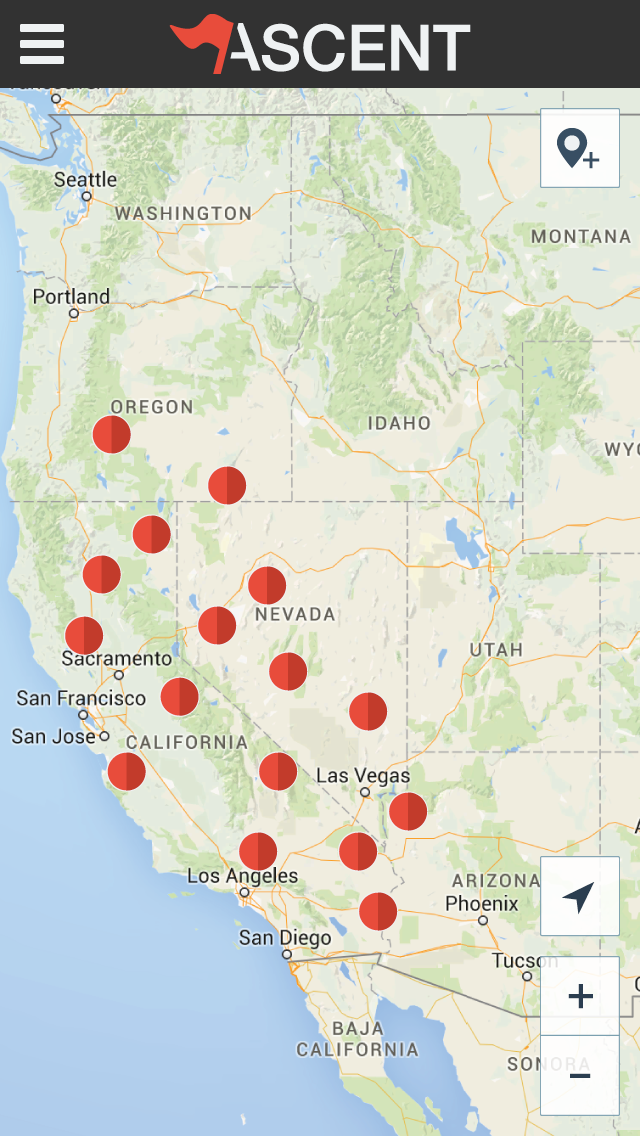 ASCENT
Seattle
WASHINGTON
MONTANA
Portland
OREGON
IDAHO
NEVADA
UTAH
Sacramento
San Francisco
San Jose
CALIFORNIA
Las Vegas
Los Angeles
ARIZONA
Phoenix
San Diego
Tucson
BAJA
CALIFORNIA
SONORA